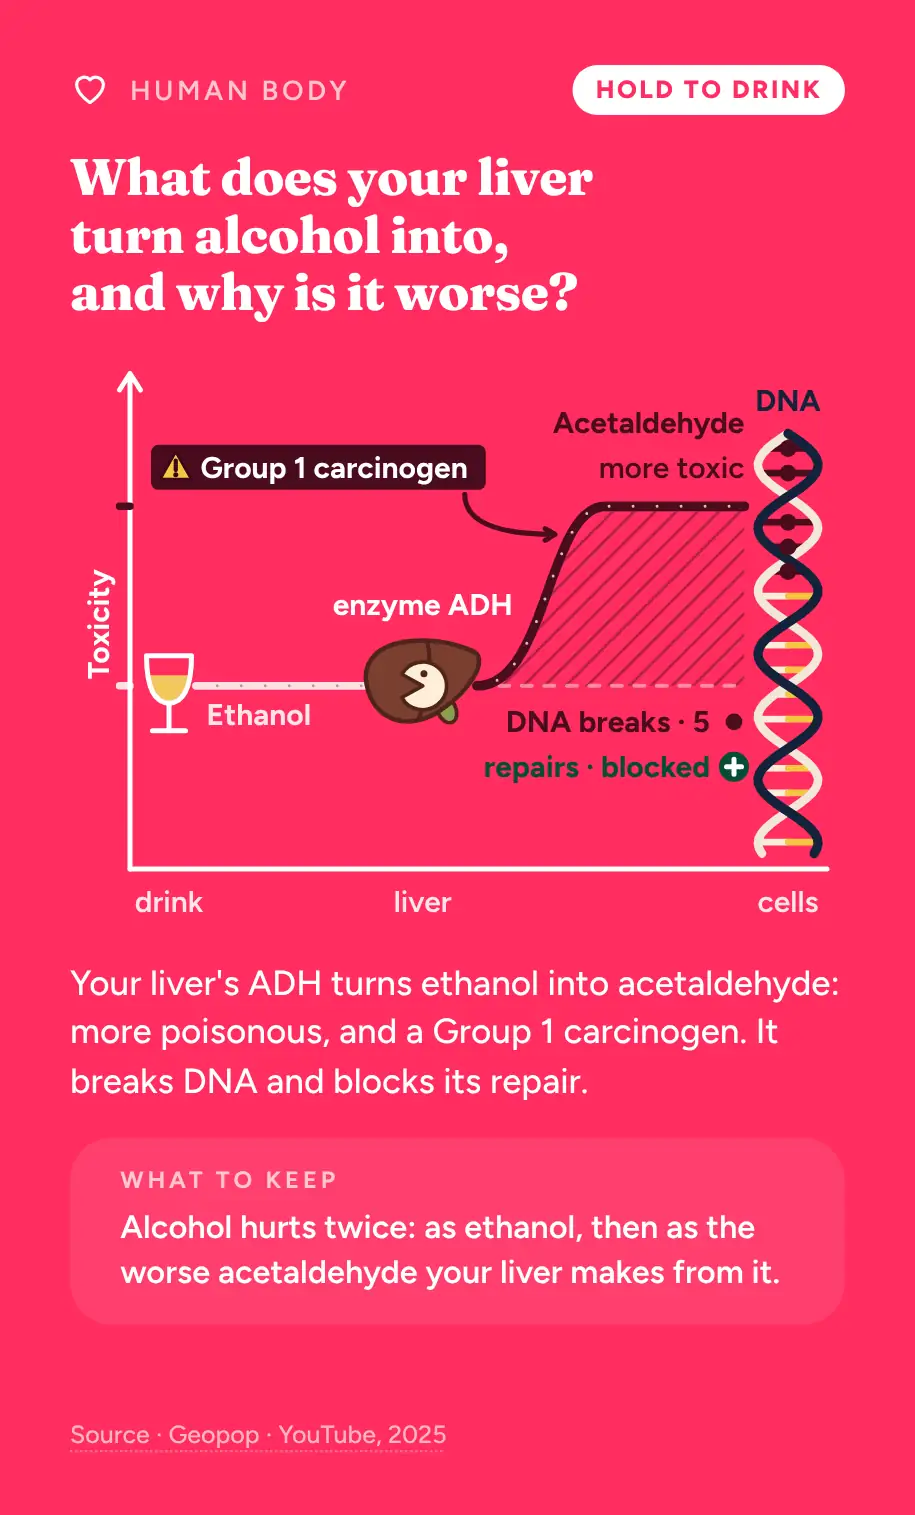 HUMAN BODY
HOLD TO DRINK
What does your liver
turn alcohol into,
and why is it worse?
DNA
Acetaldehyde
more toxic
Group 1 carcinogen
Toxicity
enzyme ADH
Ethanol
DNA breaks · 5
repairs · blocked
drink
liver
cells
Your liver's ADH turns ethanol into acetaldehyde:
more poisonous, and a Group 1 carcinogen. It
breaks DNA and blocks its repair.
WHAT TO KEEP
Alcohol hurts twice: as ethanol, then as the
worse acetaldehyde your liver makes from it.
Source · Geopop · YouTube, 2025